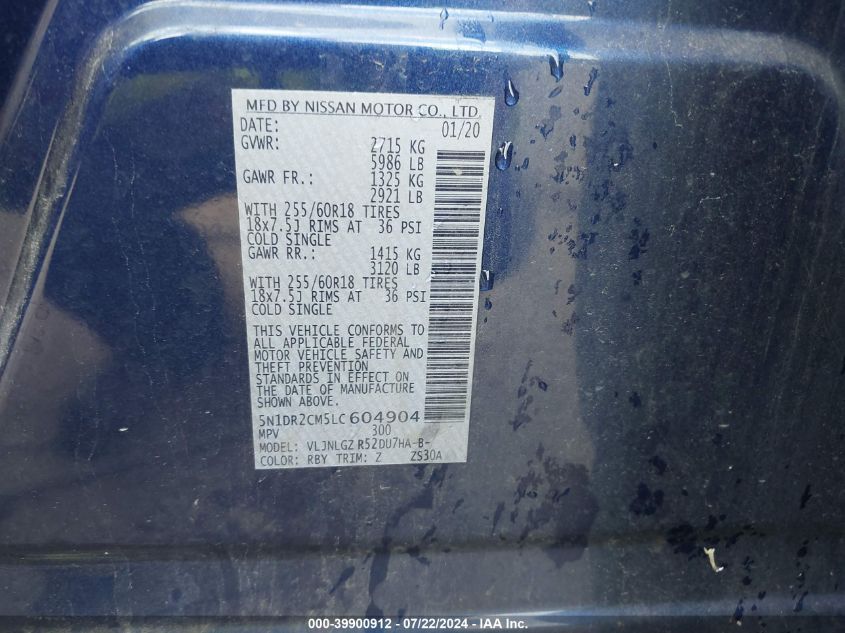 MFD BY NISSAN MOTOR CO., LTD.
DATE: 01/20
GVWR: 2715 KG
5986 LB
GAWR FR.: 1325 KG
2921 LB
WITH 255/60R18 TIRES
18x7.5J RIMS AT 36 PSI
COLD SINGLE
GAWR RR.: 1415 KG
3120 LB
WITH 255/60R18 TIRES
18x7.5J RIMS AT 36 PSI
COLD SINGLE
THIS VEHICLE CONFORMS TO
ALL APPLICABLE FEDERAL
MOTOR VEHICLE SAFETY AND
THEFT PREVENTION
STANDARDS IN EFFECT ON
THE DATE OF MANUFACTURE
SHOWN ABOVE.
5N1DR2CM5LC604904
MPV 300
MODEL: VLJNLGZ R52DU7HA-B-
COLOR: RBY TRIM: Z ZS30A
000-39900912 - 07/22/2024 - IAA Inc.